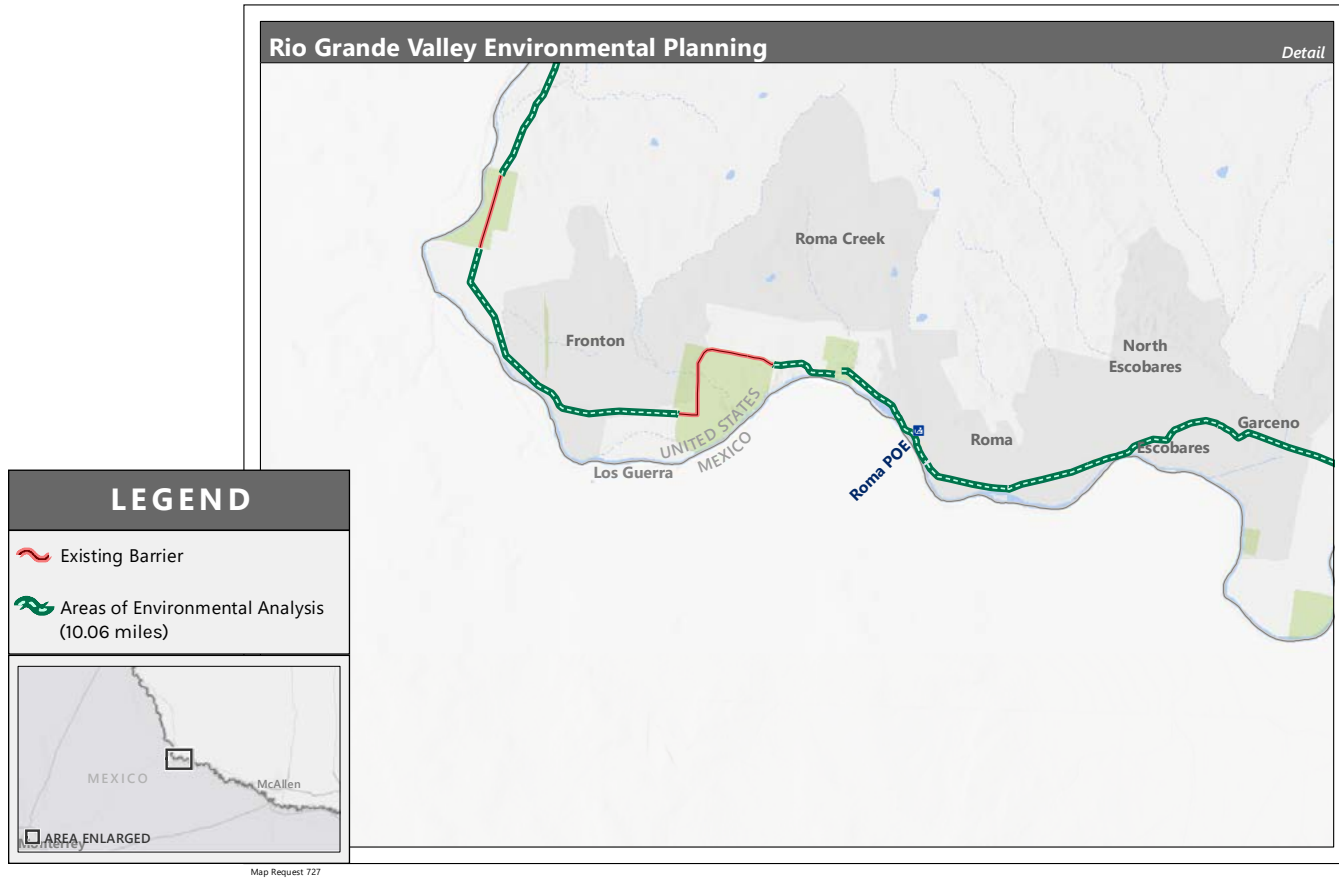 Rio Grande Valley Environmental Planning
Detail
Roma Creek
Fronton
North
Escobares
Garceno
UNITED STATES
MEXICO
Roma
Escobares
Los Guerra
Roma POE
LEGEND
Existing Barrier
Areas of Environmental Analysis
(10.06 miles)
MEXICO
McAllen
AREA ENLARGED
Monterrey
Map Request 727